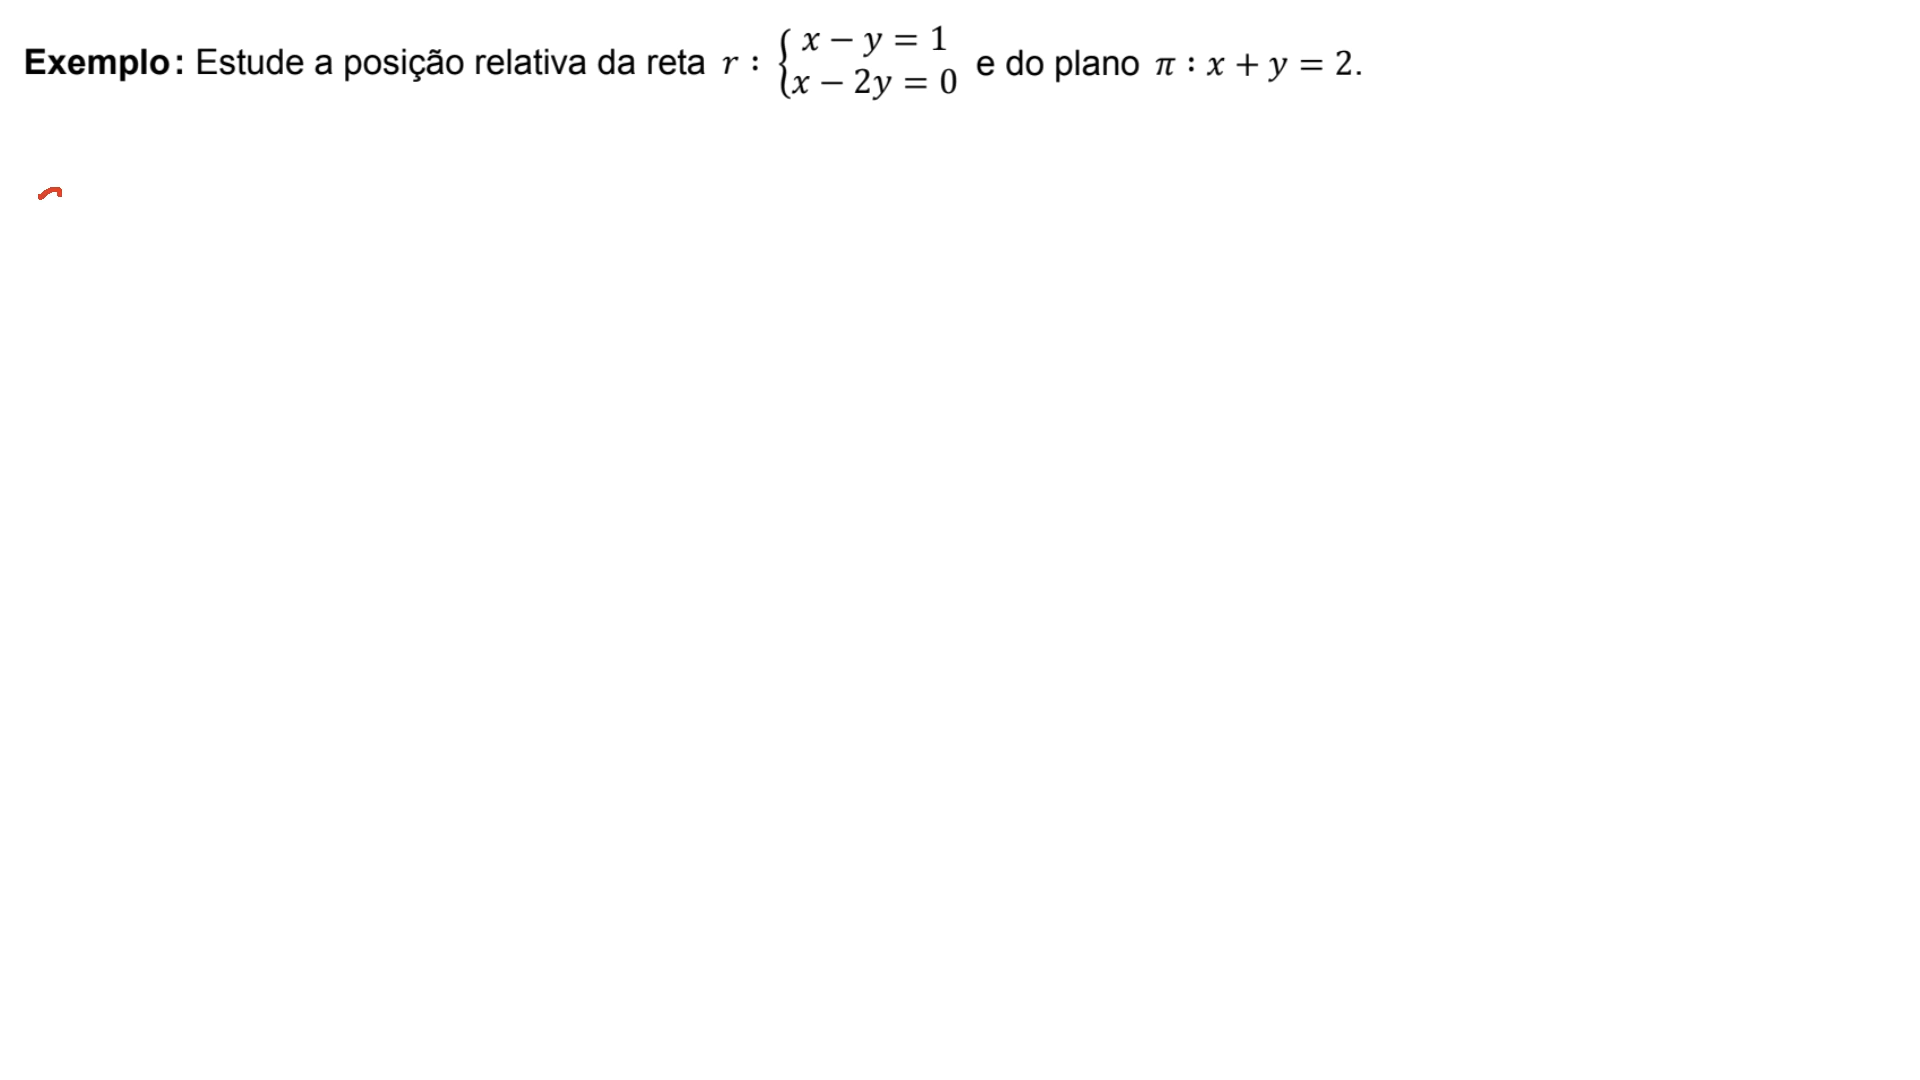 Exemplo: Estude a posição relativa da reta r : { x − y = 1 x − 2y = 0 e do plano π : x + y = 2.